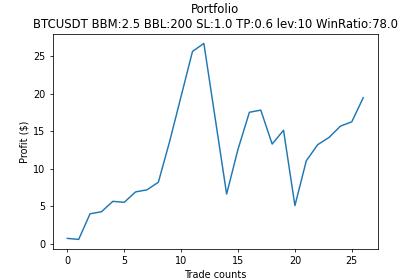 Portfolio
BTCUSDT BBM:2.5 BBL:200 SL:1.0 TP:0.6 lev:10 WinRatio:78.0
25
20
15
10
5
0
Profit ($)
0 5 10 15 20 25
Trade counts